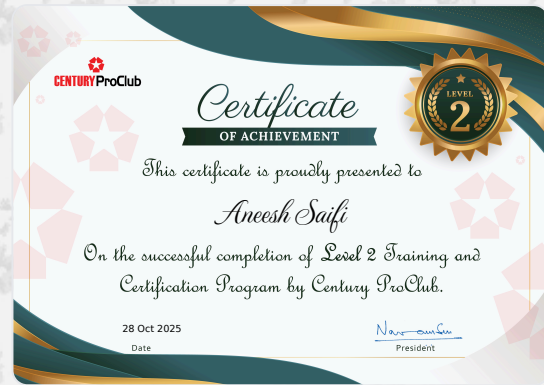 CENTURY ProClub
LEVEL
2
Certificate
OF ACHIEVEMENT
This certificate is proudly presented to
Aneesh Saifi
On the successful completion of Level 2 Training and
Certification Program by Century ProClub.
28 Oct 2025
Date
President